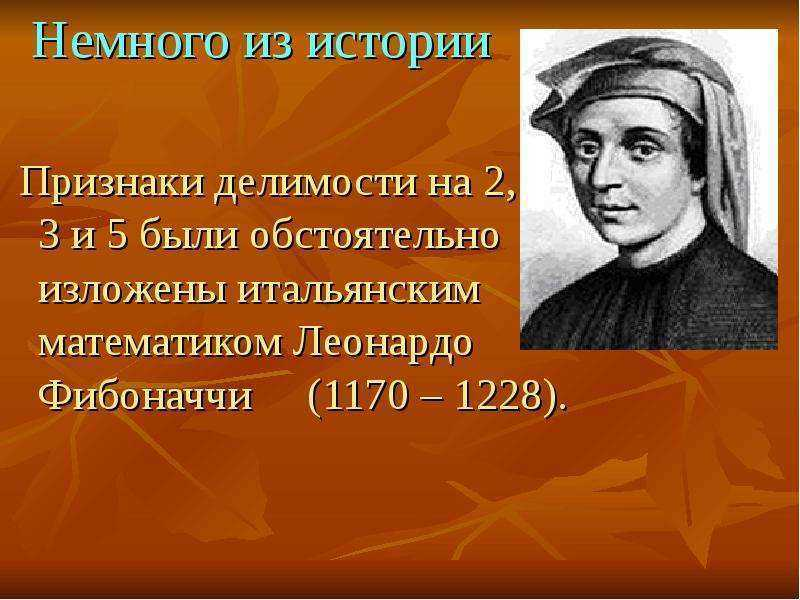 Немного из истории
Признаки делимости на 2,
3 и 5 были обстоятельно
изложены итальянским
математиком Леонардо
Фибоначчи (1170 – 1228).